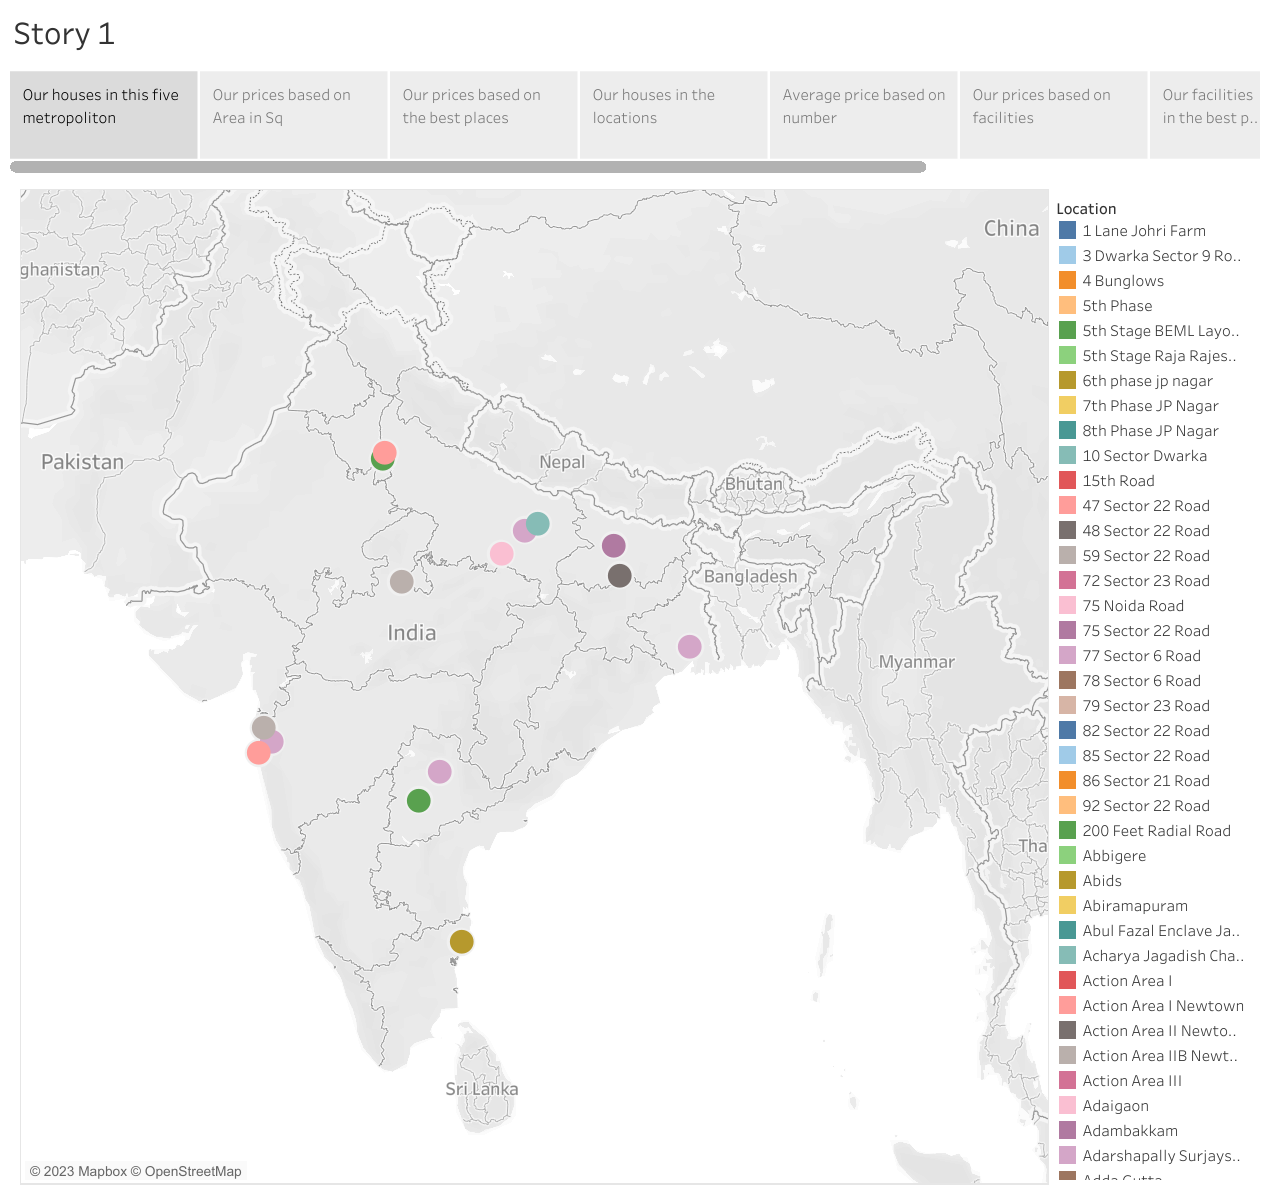 Story 1
Our houses in this five
metropoliton
Our prices based on
Area in Sq
Our prices based on
the best places
Our houses in the
locations
Average price based on
number
Our prices based on
facilities
Our facilities
in the best p..
China
ghanistan
Pakistan
Nepal
Bhutan
Bangladesh
India
Myanmar
Tha
Sri Lanka
© 2023 Mapbox © OpenStreetMap
Location
1 Lane Johri Farm
3 Dwarka Sector 9 Ro..
4 Bunglows
5th Phase
5th Stage BEML Layo..
5th Stage Raja Rajes..
6th phase jp nagar
7th Phase JP Nagar
8th Phase JP Nagar
10 Sector Dwarka
15th Road
47 Sector 22 Road
48 Sector 22 Road
59 Sector 22 Road
72 Sector 23 Road
75 Noida Road
75 Sector 22 Road
77 Sector 6 Road
78 Sector 6 Road
79 Sector 23 Road
82 Sector 22 Road
85 Sector 22 Road
86 Sector 21 Road
92 Sector 22 Road
200 Feet Radial Road
Abbigere
Abids
Abiramapuram
Abul Fazal Enclave Ja..
Acharya Jagadish Cha..
Action Area I
Action Area I Newtown
Action Area II Newto..
Action Area IIB Newt..
Action Area III
Adaigaon
Adambakkam
Adarshapally Surjays..
Adda Gutta